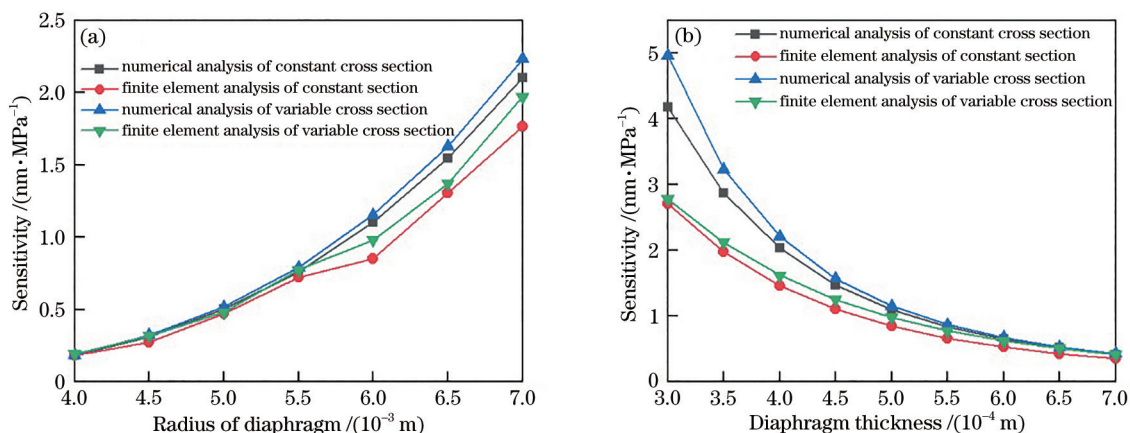 (a)
numerical analysis of constant cross section
finite element analysis of constant section
numerical analysis of variable cross section
finite element analysis of variable cross section
2.5
2.0
1.5
1.0
0.5
0
Sensitivity /(nm·MPa⁻¹)
4.0 4.5 5.0 5.5 6.0 6.5 7.0
Radius of diaphragm /(10⁻³ m)
(b)
numerical analysis of constant cross section
finite element analysis of constant cross section
numerical analysis of variable cross section
finite element analysis of variable cross section
5
4
3
2
1
0
Sensitivity /(nm·MPa⁻¹)
3.0 3.5 4.0 4.5 5.0 5.5 6.0 6.5 7.0
Diaphragm thickness /(10⁻⁴ m)